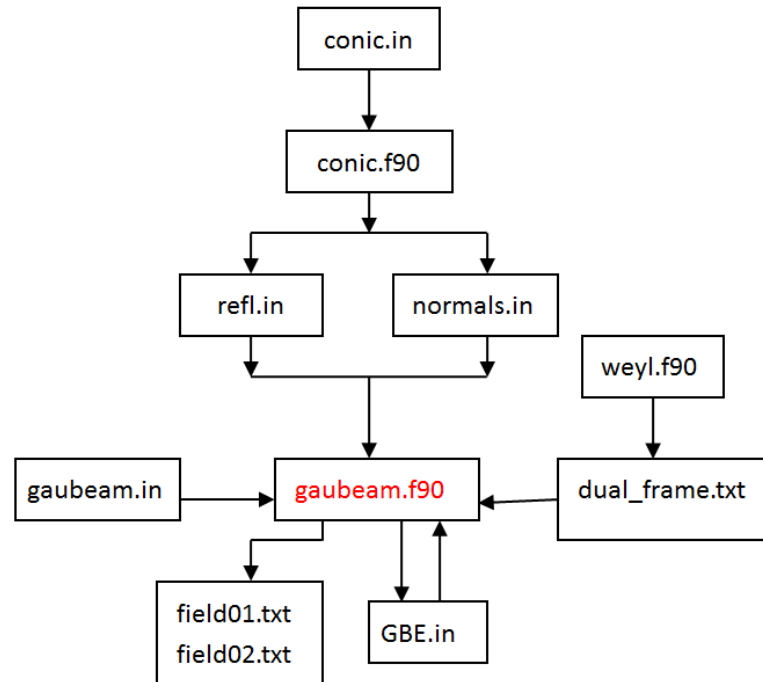 conic.in
conic.f90
refl.in
normals.in
weyl.f90
gaubeam.in
gaubeam.f90
dual_frame.txt
field01.txt
field02.txt
GBE.in